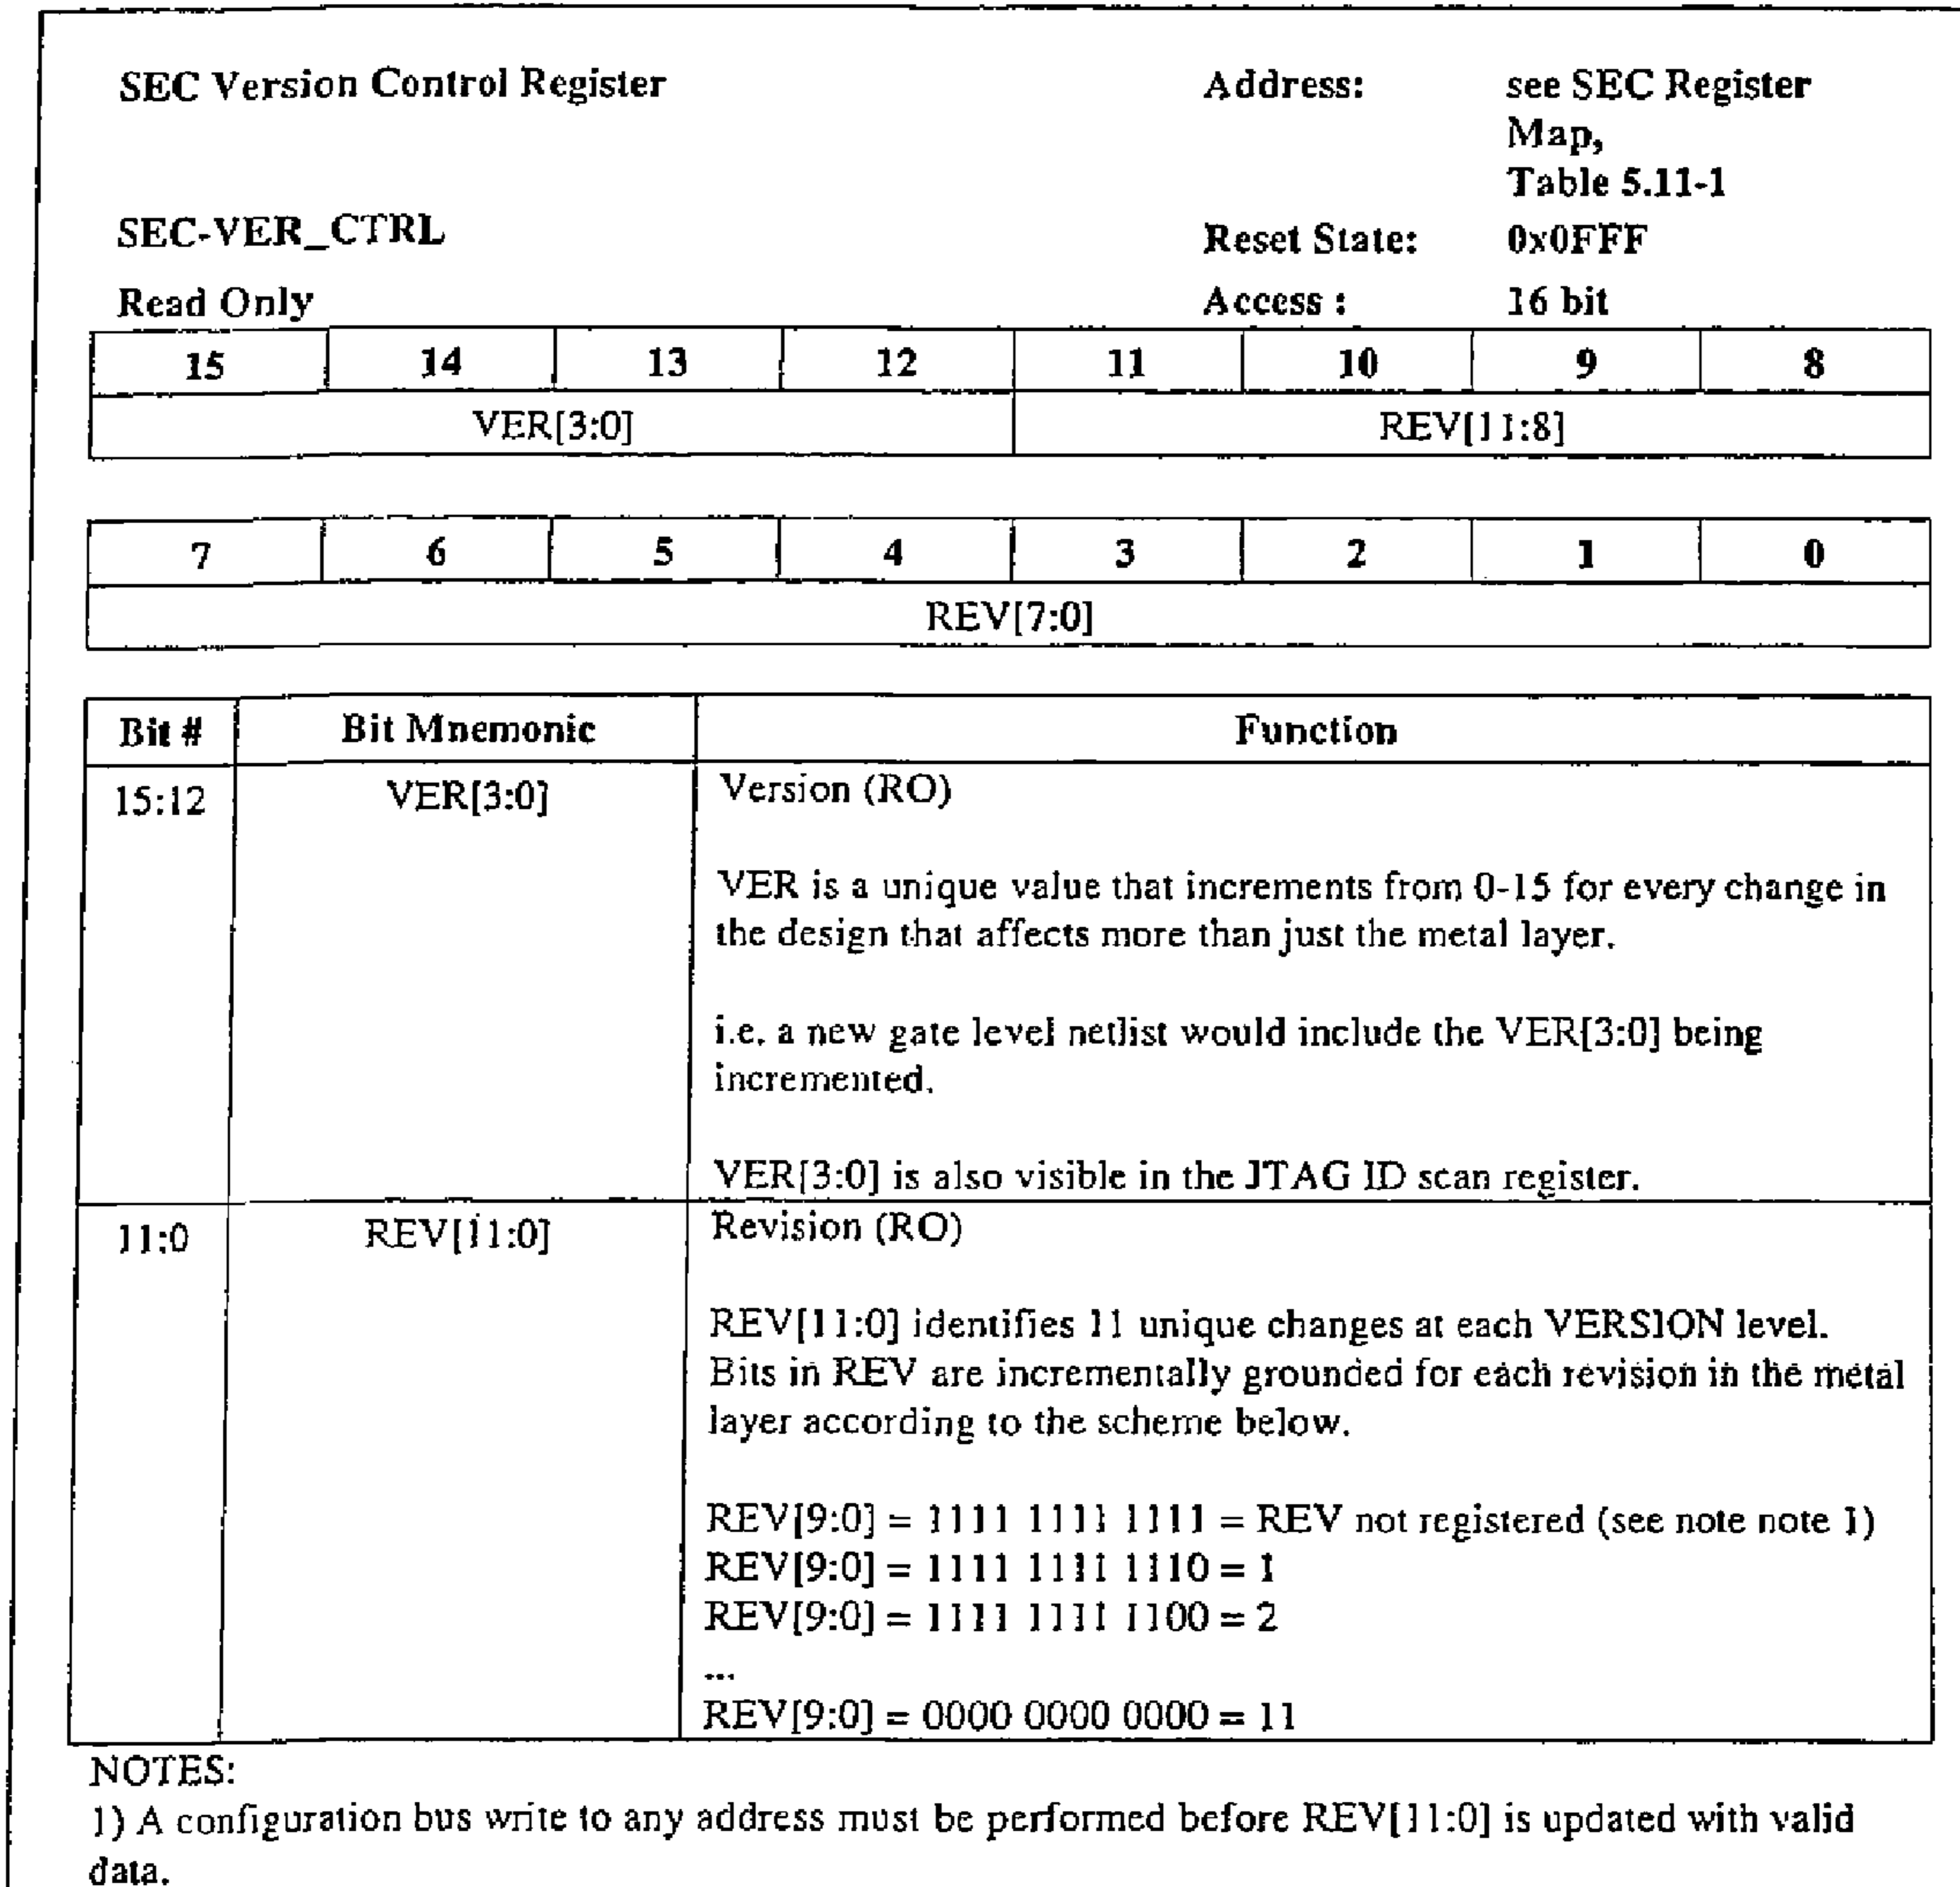 SEC Version Control Register Address: see SEC Register
Map,
Table 5.11-1
SEC-VER_CTRL Reset State: 0x0FFF
Read Only Access : 16 bit
15 14 13 12 11 10 9 8
VER[3:0] REV[11:8]
7 6 5 4 3 2 1 0
REV[7:0]
Bit # Bit Mnemonic Function
15:12 VER[3:0] Version (RO)
VER is a unique value that increments from 0-15 for every change in
the design that affects more than just the metal layer.
i.e. a new gate level netlist would include the VER[3:0] being
incremented.
VER[3:0] is also visible in the JTAG ID scan register.
11:0 REV[11:0] Revision (RO)
REV[11:0] identifies 11 unique changes at each VERSION level.
Bits in REV are incrementally grounded for each revision in the metal
layer according to the scheme below.
REV[9:0] = 1111 1111 1111 = REV not registered (see note note 1)
REV[9:0] = 1111 1111 1110 = 1
REV[9:0] = 1111 1111 1100 = 2
...
REV[9:0] = 0000 0000 0000 = 11
NOTES:
1) A configuration bus write to any address must be performed before REV[11:0] is updated with valid
data.